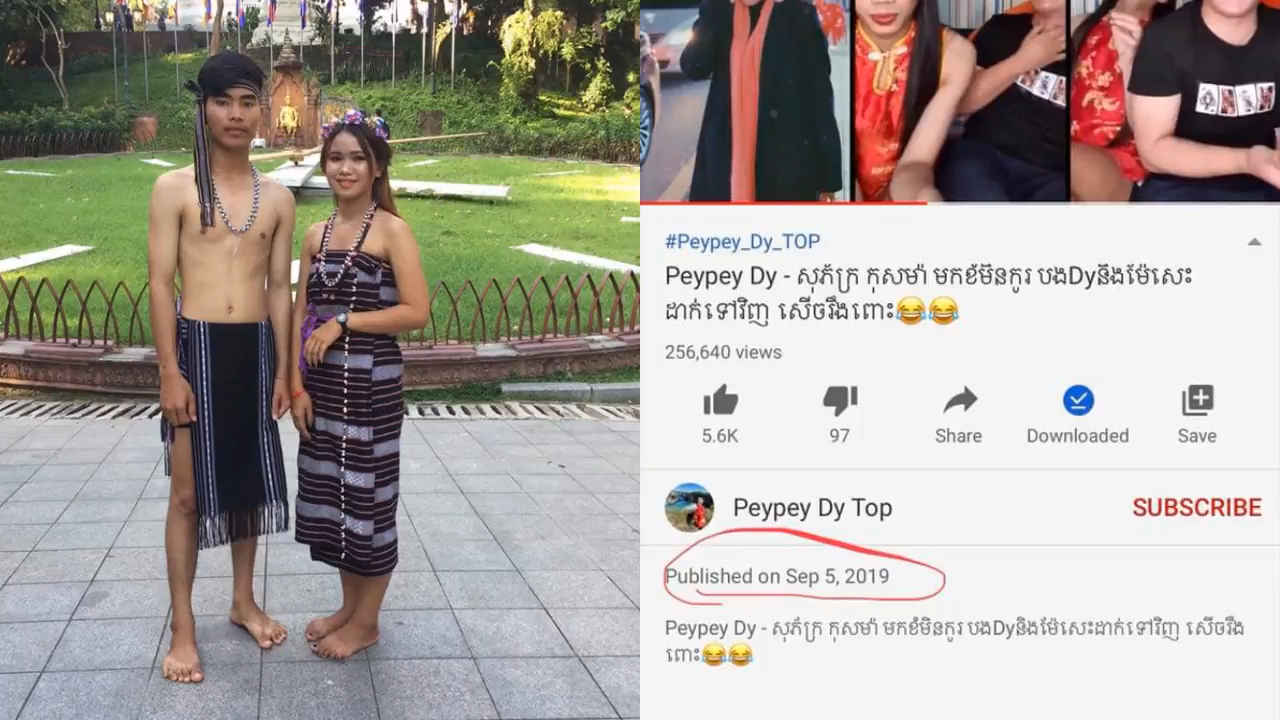 #Peypey_Dy_TOP
Peypey Dy - សុភ័ក្រ កុសមា៉ មកខំមិនកូរ បងDyនឹងម៉ែសេះ
ដាក់ទៅវិញ សើចរឹងពោះ😂😂
256,640 views
5.6K
97
Share
Downloaded
Save
Peypey Dy Top
SUBSCRIBE
Published on Sep 5, 2019
Peypey Dy - សុភ័ក្រ កុសមា៉ មកខំមិនកូរ បងDyនឹងម៉ែសេះដាក់ទៅវិញ សើចរឹង
ពោះ😂😂